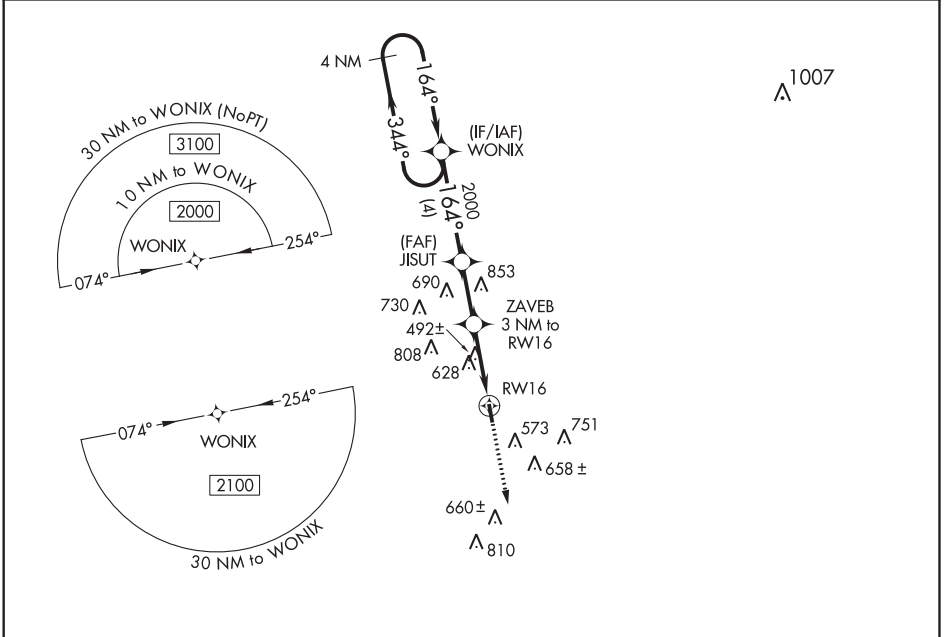 1007
4 NM
164°
344°
(IF/IAF)
WONIX
30 NM to WONIX (NoPT)
3100
10 NM to WONIX
2000
WONIX
074°
254°
2000
164°
(4)
(FAF)
JISUT
690
853
730
ZAVEB
3 NM to
RW16
492±
808
628
RW16
074°
254°
WONIX
2100
30 NM to WONIX
573
751
658 ±
660±
810